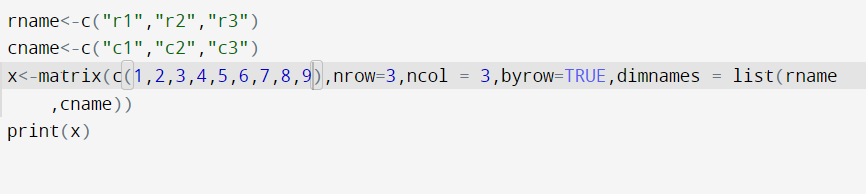 rname<-c("r1","r2","r3")
cname<-c("c1","c2","c3")
x<-matrix(c(1,2,3,4,5,6,7,8,9),nrow=3,ncol = 3,byrow=TRUE,dimnames = list(rname
,cname))
print(x)